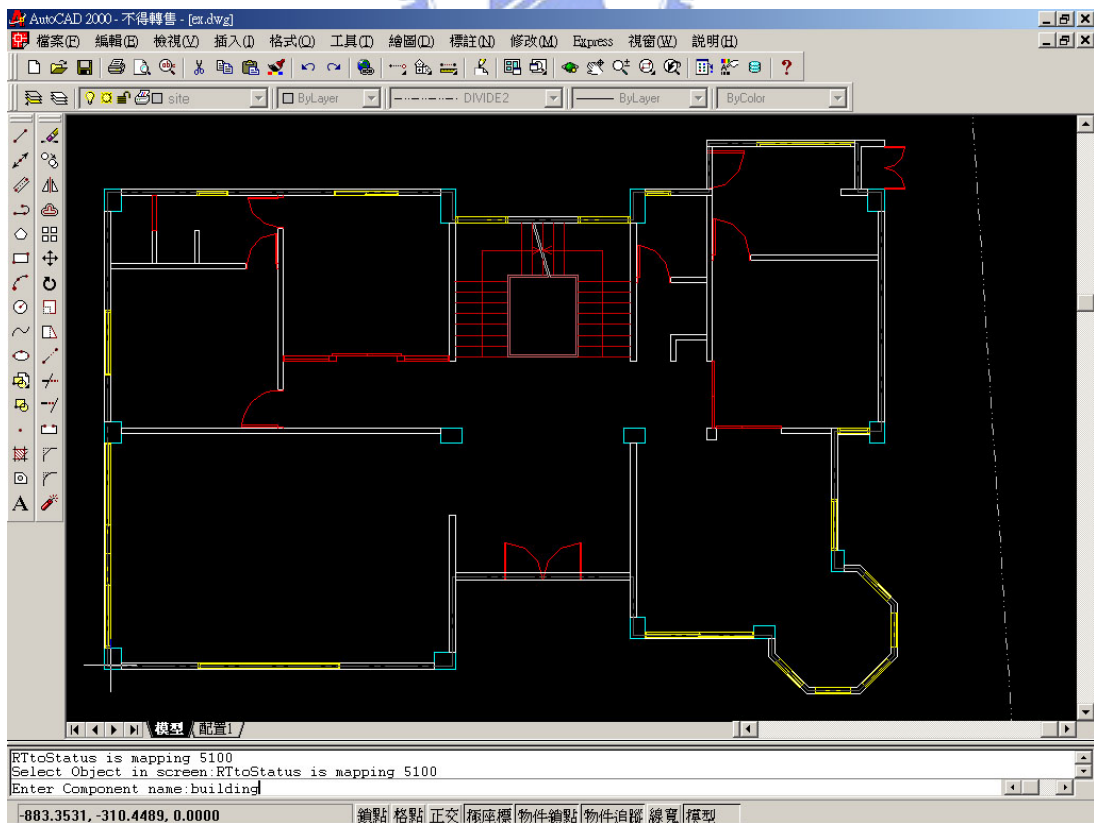 AutoCAD 2000 - 不得轉售 - [ex.dwg]
檔案(F) 編輯(E) 檢視(V) 插入(I) 格式(O) 工具(T) 繪圖(D) 標註(N) 修改(M) Express 視窗(W) 說明(H)
site ByLayer DIVIDE2 ByLayer ByColor
A
模型 配置1
RTtoStatus is mapping 5100
Select Object in screen:RTtoStatus is mapping 5100
Enter Component name:building
-883.3531, -310.4489, 0.0000 鎖點 格點 正交 極座標 物件鎖點 物件追蹤 線寬 模型